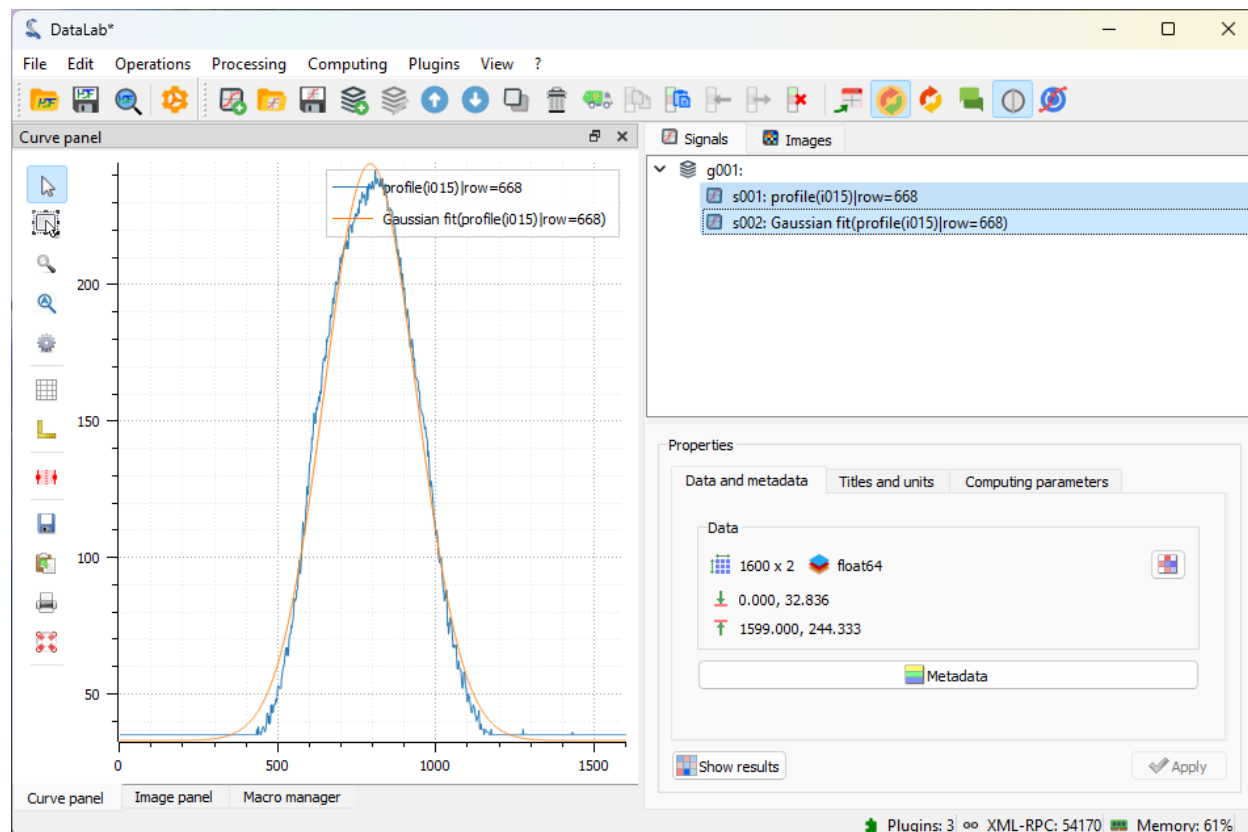 DataLab*
File Edit Operations Processing Computing Plugins View ?
Curve panel
Signals Images
g001:
s001: profile(i015)|row=668
s002: Gaussian fit(profile(i015)|row=668)
profile(i015)|row=668
Gaussian fit(profile(i015)|row=668)
200
150
100
50
0 500 1000 1500
Properties
Data and metadata Titles and units Computing parameters
Data
1600 x 2 float64
0.000, 32.836
1599.000, 244.333
Metadata
Show results Apply
Curve panel Image panel Macro manager
Plugins: 3 XML-RPC: 54170 Memory: 61%